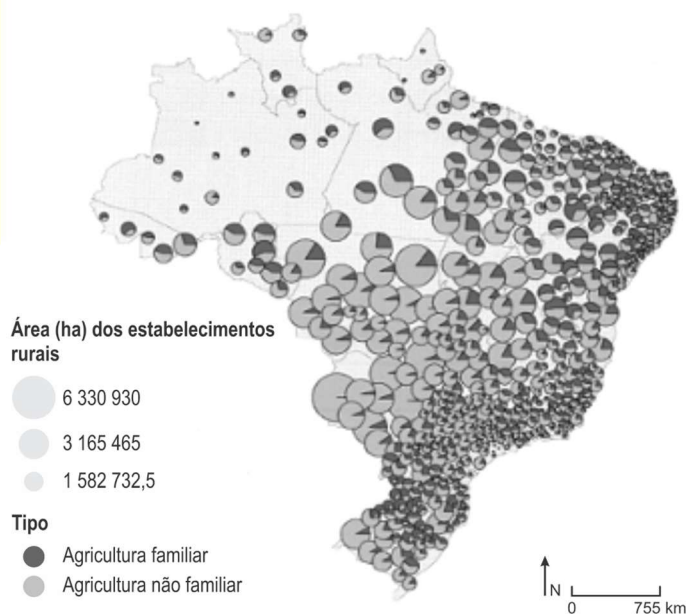 Área (ha) dos estabelecimentos
rurais
6 330 930
3 165 465
1 582 732,5
Tipo
Agricultura familiar
Agricultura não familiar
N
0 755 km